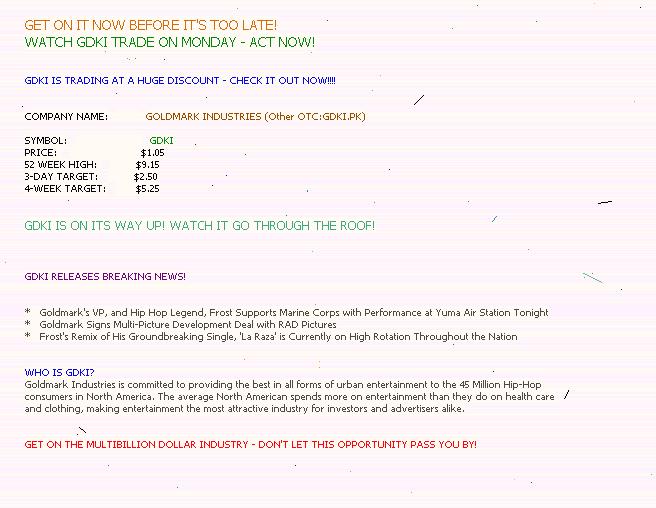 GET ON IT NOW BEFORE IT'S TOO LATE!
WATCH GDKI TRADE ON MONDAY - ACT NOW!
GDKI IS TRADING AT A HUGE DISCOUNT - CHECK IT OUT NOW!!!!
COMPANY NAME: GOLDMARK INDUSTRIES (Other OTC:GDKI.PK)
SYMBOL: GDKI
PRICE: $1.05
52 WEEK HIGH: $9.15
3-DAY TARGET: $2.50
4-WEEK TARGET: $5.25
GDKI IS ON ITS WAY UP! WATCH IT GO THROUGH THE ROOF!
GDKI RELEASES BREAKING NEWS!
* Goldmark's VP, and Hip Hop Legend, Frost Supports Marine Corps with Performance at Yuma Air Station Tonight
* Goldmark Signs Multi-Picture Development Deal with RAD Pictures
* Frost's Remix of His Groundbreaking Single, 'La Raza' is Currently on High Rotation Throughout the Nation
WHO IS GDKI?
Goldmark Industries is committed to providing the best in all forms of urban entertainment to the 45 Million Hip-Hop
consumers in North America. The average North American spends more on entertainment than they do on health care
and clothing, making entertainment the most attractive industry for investors and advertisers alike.
GET ON THE MULTIBILLION DOLLAR INDUSTRY - DON'T LET THIS OPPORTUNITY PASS YOU BY!